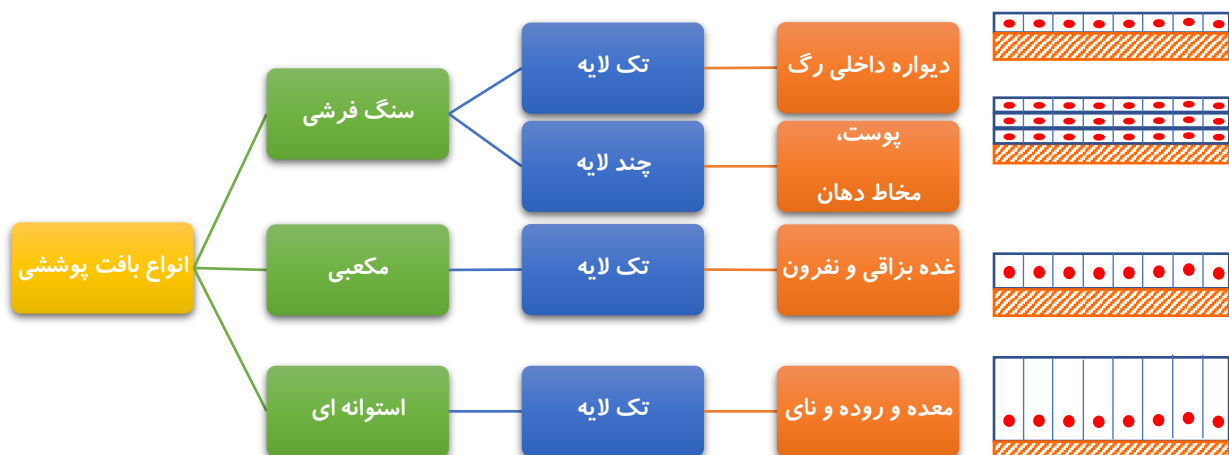 انواع بافت پوششی
سنگ فرشی
تک لایه
دیواره داخلی رگ
چند لایه
پوست،
مخاط دهان
مکعبی
تک لایه
غده بزاقی و نفرون
استوانه ای
تک لایه
معده و روده و نای